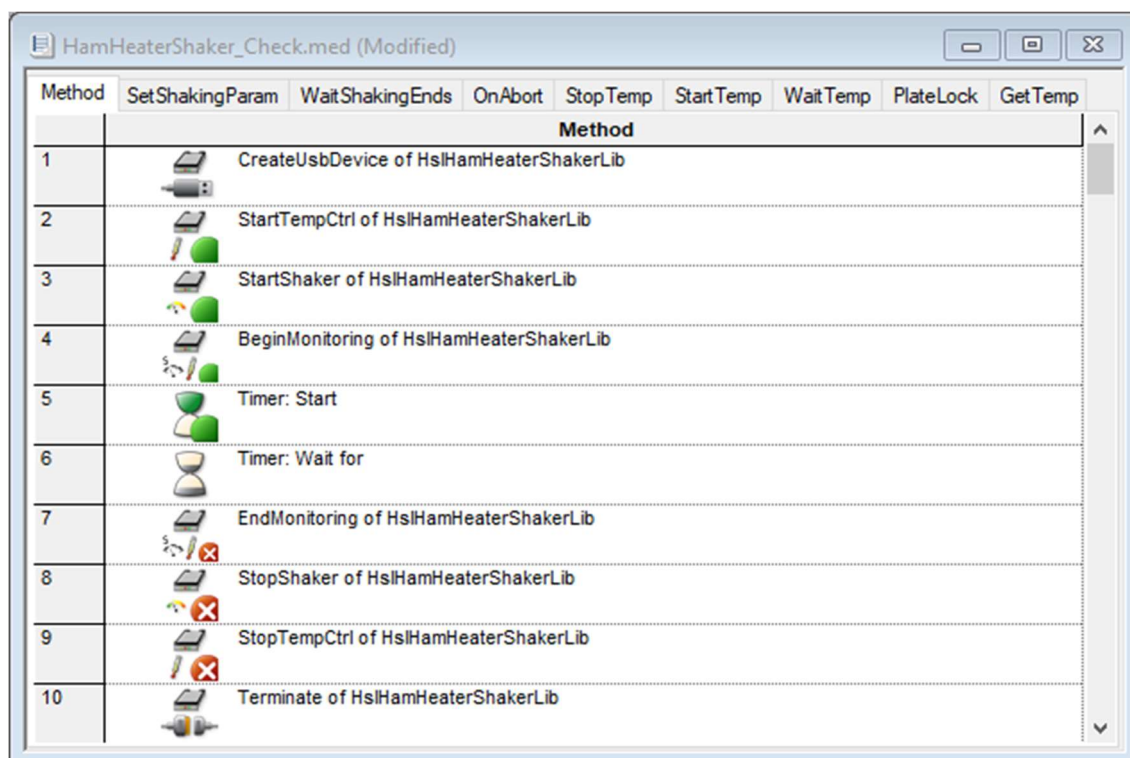 HamHeaterShaker_Check.med (Modified)
Method SetShakingParam WaitShakingEnds OnAbort StopTemp StartTemp WaitTemp PlateLock GetTemp
Method
1 CreateUsbDevice of HslHamHeaterShakerLib
2 StartTempCtrl of HslHamHeaterShakerLib
3 StartShaker of HslHamHeaterShakerLib
4 BeginMonitoring of HslHamHeaterShakerLib
5 Timer: Start
6 Timer: Wait for
7 EndMonitoring of HslHamHeaterShakerLib
8 StopShaker of HslHamHeaterShakerLib
9 StopTempCtrl of HslHamHeaterShakerLib
10 Terminate of HslHamHeaterShakerLib